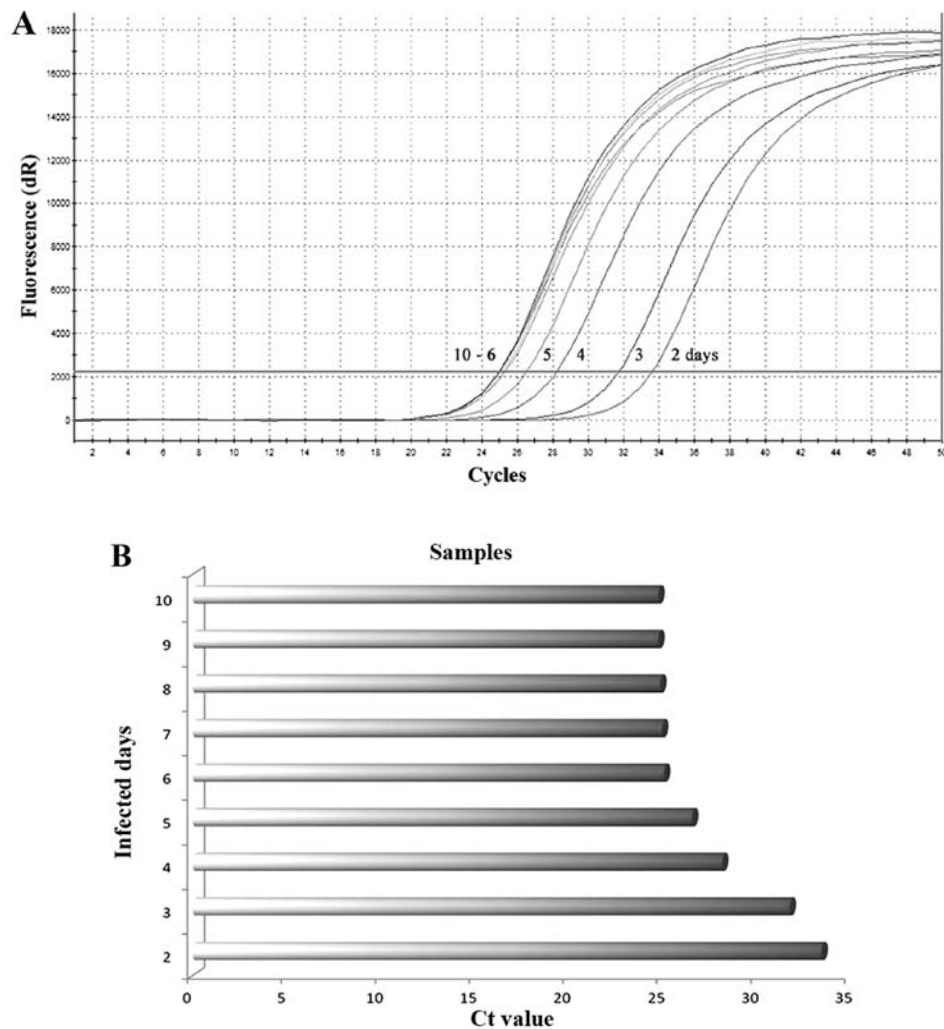 A
Fluorescence (dR)
18000
16000
14000
12000
10000
8000
6000
4000
2000
0
10 - 6
5
4
3
2 days
2 4 6 8 10 12 14 16 18 20 22 24 26 28 30 32 34 36 38 40 42 44 46 48 50
Cycles
B
Samples
Infected days
10
9
8
7
6
5
4
3
2
0 5 10 15 20 25 30 35
Ct value